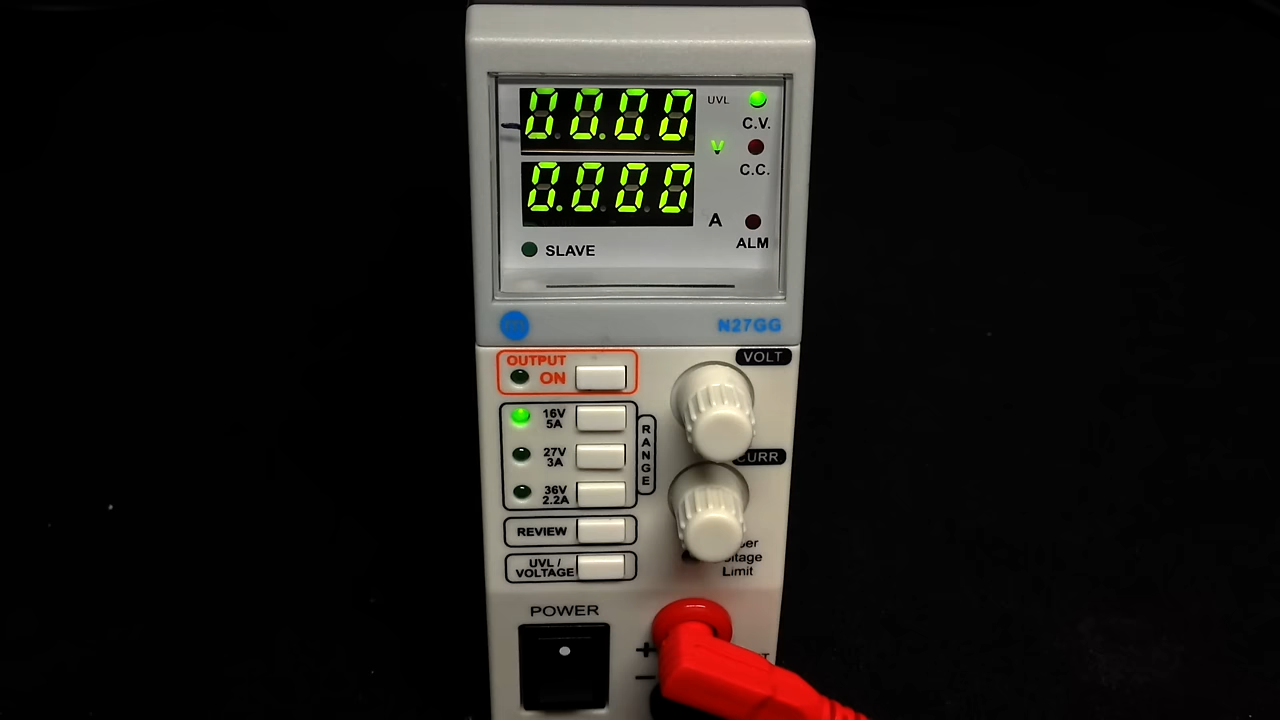 00.00
UVL
C.V.
V
C.C.
0.000
A
ALM
SLAVE
N27GG
OUTPUT
ON
VOLT
16V
5A
27V
3A
36V
2.2A
RANGE
CURR
REVIEW
UVL /
VOLTAGE
Limit
POWER
+
−